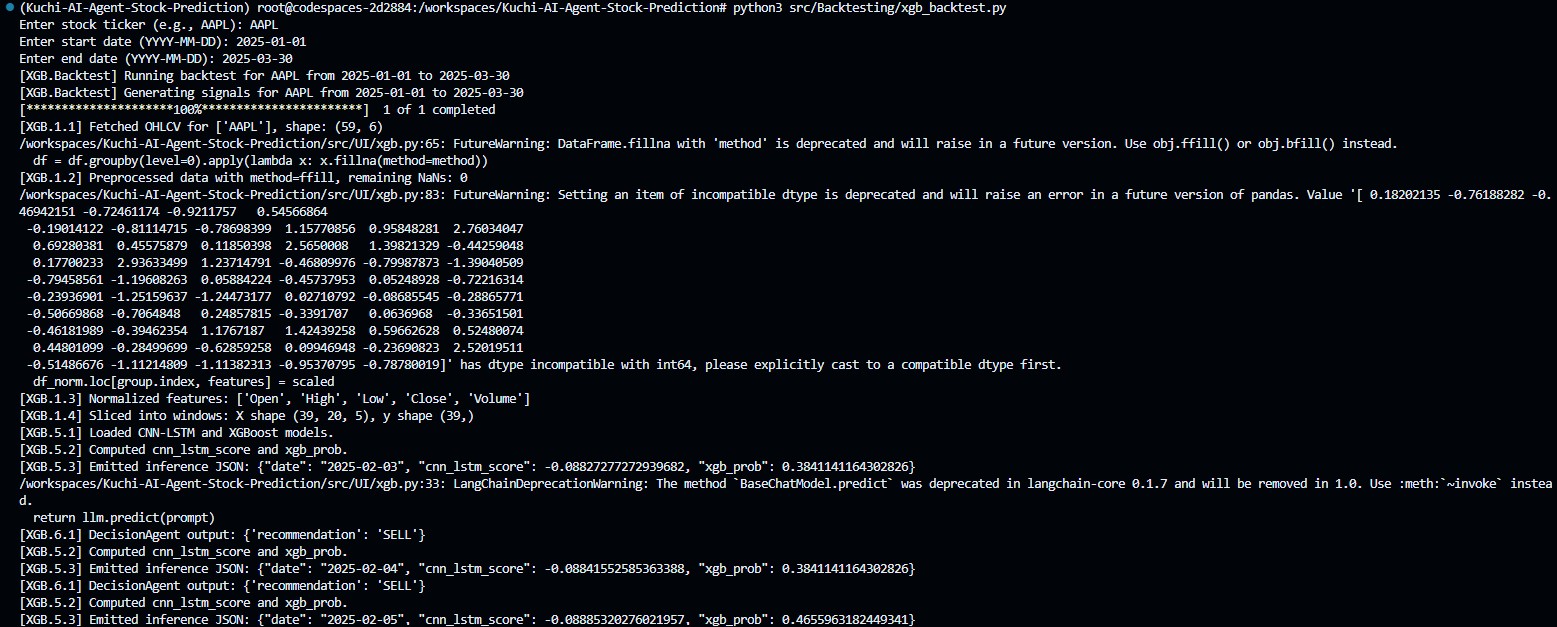 (Kuchi-AI-Agent-Stock-Prediction) root@codespaces-2d2884:/workspaces/Kuchi-AI-Agent-Stock-Prediction# python3 src/Backtesting/xgb_backtest.py
Enter stock ticker (e.g., AAPL): AAPL
Enter start date (YYYY-MM-DD): 2025-01-01
Enter end date (YYYY-MM-DD): 2025-03-30
[XGB.Backtest] Running backtest for AAPL from 2025-01-01 to 2025-03-30
[XGB.Backtest] Generating signals for AAPL from 2025-01-01 to 2025-03-30
[*********************100%***********************]  1 of 1 completed
[XGB.1.1] Fetched OHLCV for ['AAPL'], shape: (59, 6)
/workspaces/Kuchi-AI-Agent-Stock-Prediction/src/UI/xgb.py:65: FutureWarning: DataFrame.fillna with 'method' is deprecated and will raise in a future version. Use obj.ffill() or obj.bfill() instead.
  df = df.groupby(level=0).apply(lambda x: x.fillna(method=method))
[XGB.1.2] Preprocessed data with method=ffill, remaining NaNs: 0
/workspaces/Kuchi-AI-Agent-Stock-Prediction/src/UI/xgb.py:83: FutureWarning: Setting an item of incompatible dtype is deprecated and will raise an error in a future version of pandas. Value '[ 0.18202135 -0.76188282 -0.
46942151 -0.72461174 -0.9211757   0.54566864
 -0.19014122 -0.81114715 -0.78698399  1.15770856  0.95848281  2.76034047
  0.69280381  0.45575879  0.11850398  2.5650008   1.39821329 -0.44259048
  0.17700233  2.93633499  1.23714791 -0.46809976 -0.79987873 -1.39040509
 -0.79458561 -1.19608263  0.05884224 -0.45737953  0.05248928 -0.72216314
 -0.23936901 -1.25159637 -1.24473177  0.02710792 -0.08685545 -0.28865771
 -0.50669868 -0.7064848   0.24857815 -0.3391707   0.0636968  -0.33651501
 -0.46181989 -0.39462354  1.1767187   1.42439258  0.59662628  0.52480074
  0.44801099 -0.28499699 -0.62859258  0.09946948 -0.23690823  2.52019511
 -0.51486676 -1.11214809 -1.11382313 -0.95370795 -0.78780019]' has dtype incompatible with int64, please explicitly cast to a compatible dtype first.
  df_norm.loc[group.index, features] = scaled
[XGB.1.3] Normalized features: ['Open', 'High', 'Low', 'Close', 'Volume']
[XGB.1.4] Sliced into windows: X shape (39, 20, 5), y shape (39,)
[XGB.5.1] Loaded CNN-LSTM and XGBoost models.
[XGB.5.2] Computed cnn_lstm_score and xgb_prob.
[XGB.5.3] Emitted inference JSON: {"date": "2025-02-03", "cnn_lstm_score": -0.08827277272939682, "xgb_prob": 0.3841141164302826}
/workspaces/Kuchi-AI-Agent-Stock-Prediction/src/UI/xgb.py:33: LangChainDeprecationWarning: The method `BaseChatModel.predict` was deprecated in langchain-core 0.1.7 and will be removed in 1.0. Use :meth:`~invoke` instea
d.
  return llm.predict(prompt)
[XGB.6.1] DecisionAgent output: {'recommendation': 'SELL'}
[XGB.5.2] Computed cnn_lstm_score and xgb_prob.
[XGB.5.3] Emitted inference JSON: {"date": "2025-02-04", "cnn_lstm_score": -0.08841552585363388, "xgb_prob": 0.3841141164302826}
[XGB.6.1] DecisionAgent output: {'recommendation': 'SELL'}
[XGB.5.2] Computed cnn_lstm_score and xgb_prob.
[XGB.5.3] Emitted inference JSON: {"date": "2025-02-05", "cnn_lstm_score": -0.08885320276021957, "xgb_prob": 0.4655963182449341}